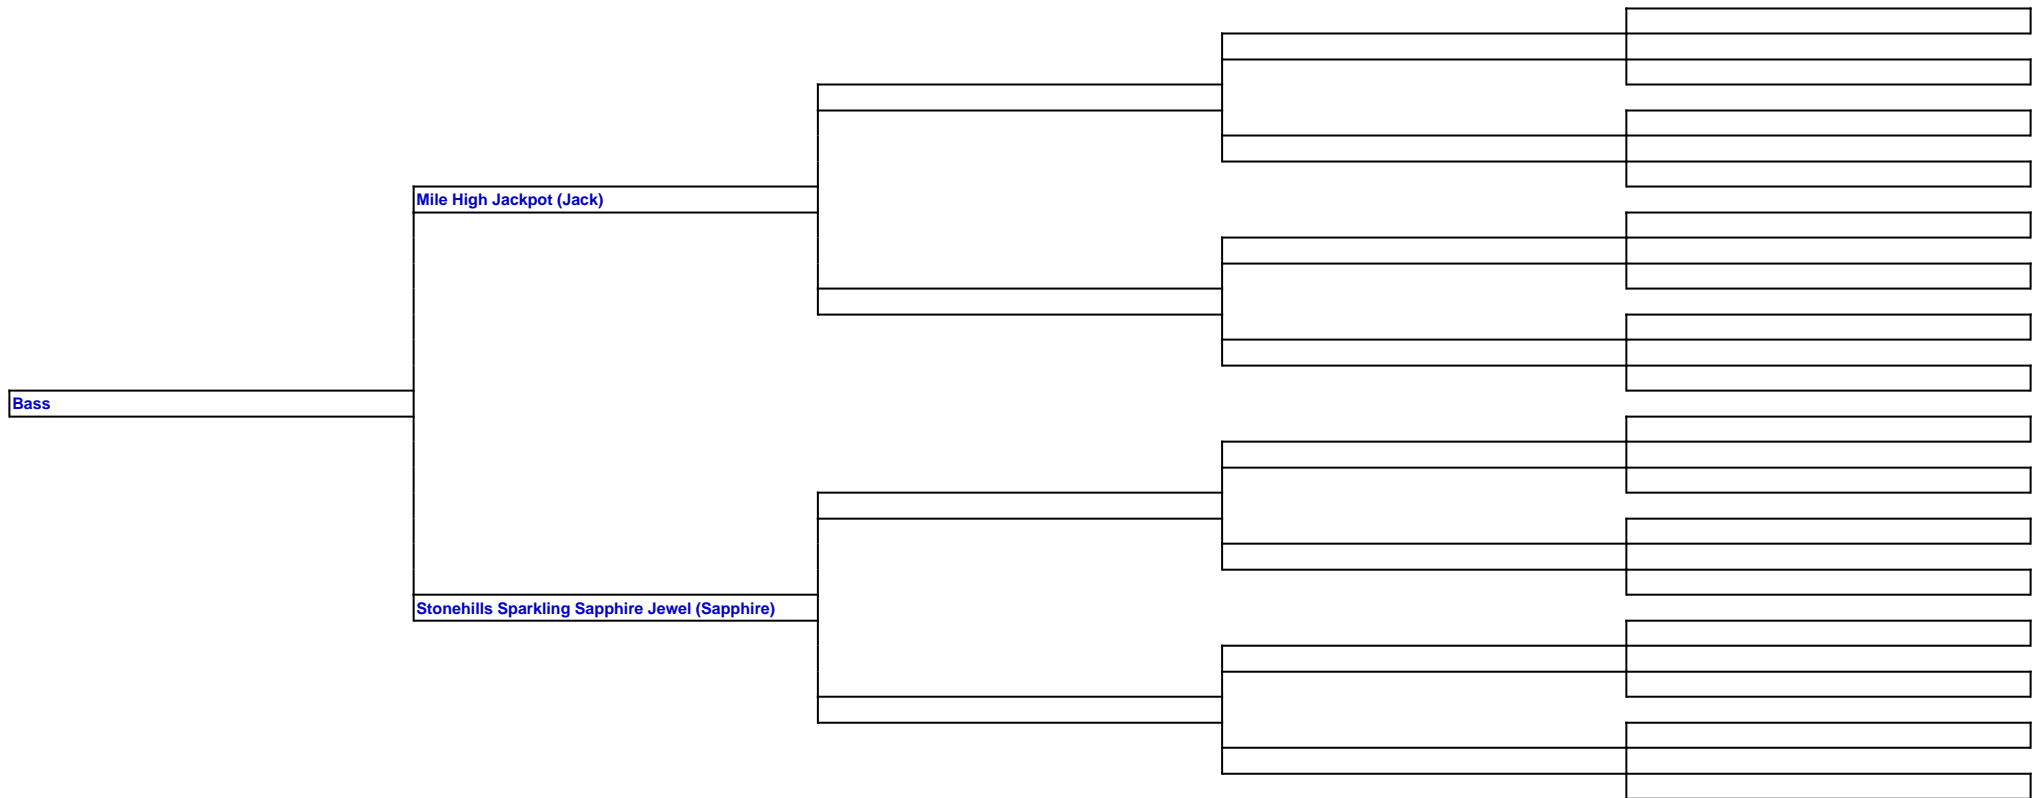 Mile High Jackpot (Jack)
Bass
Stonehills Sparkling Sapphire Jewel (Sapphire)